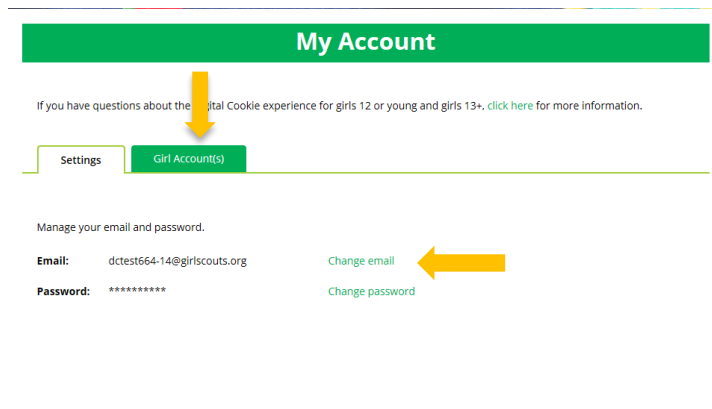 My Account
If you have questions about the Digital Cookie experience for girls 12 or young and girls 13+, click here for more information.
Settings Girl Account(s)
Manage your email and password.
Email: dctest664-14@girlscouts.org Change email
Password: ********** Change password